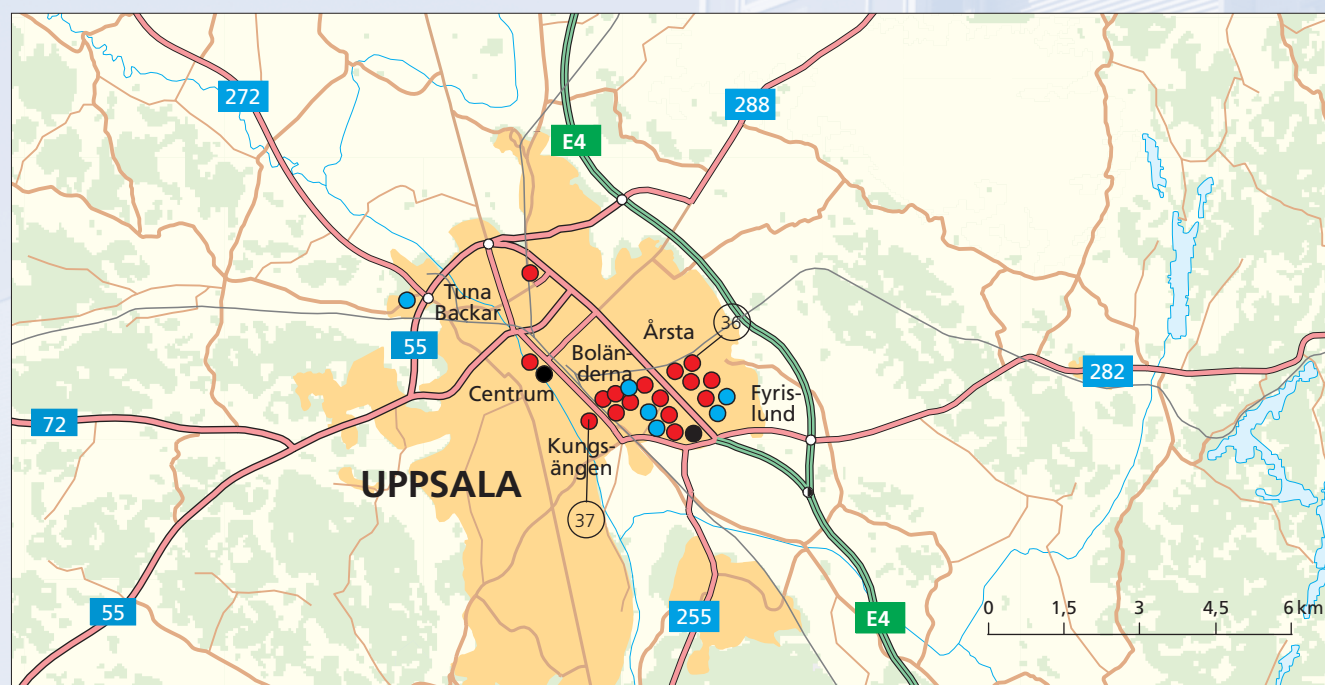 272
288
E4
Tuna
Backar
36
Årsta
55
Bolän-
derna
282
Centrum
Fyris-
lund
72
Kungs-
ängen
UPPSALA
37
0 1,5 3 4,5 6 km
55
255
E4